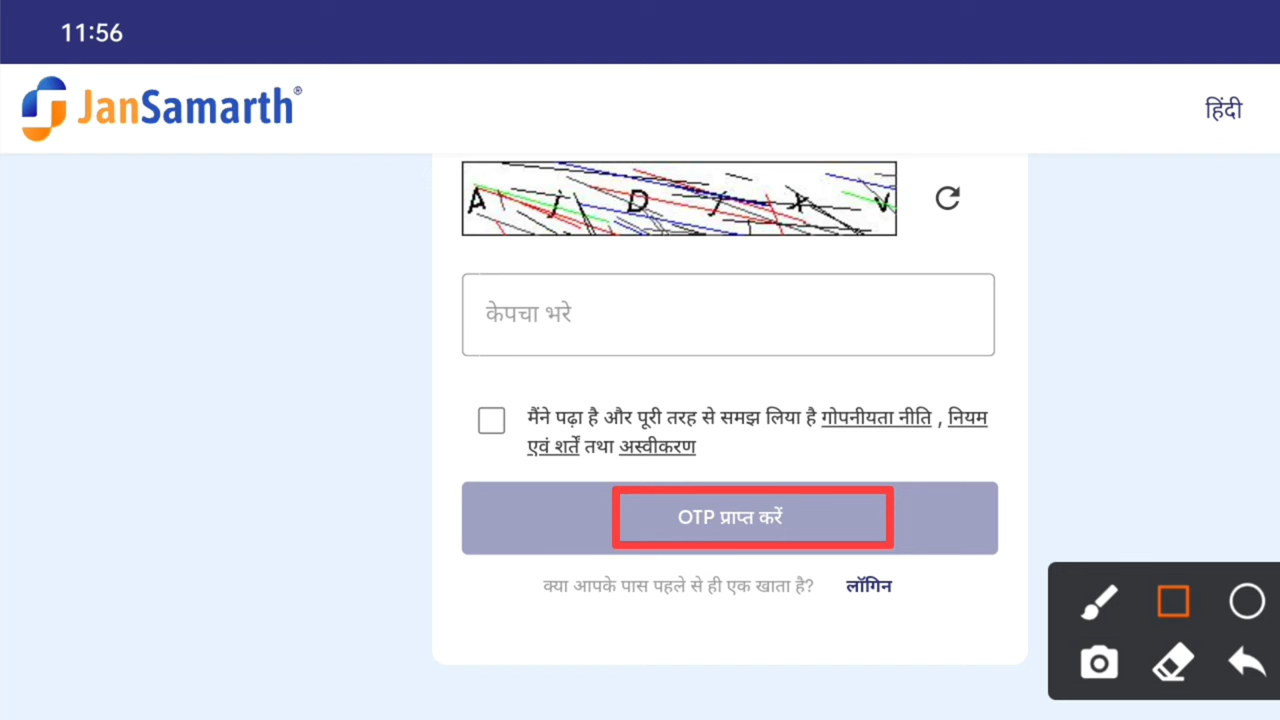 11:56
JanSamarth®
हिंदी
केपचा भरे
मैंने पढ़ा है और पूरी तरह से समझ लिया है गोपनीयता नीति , नियम
एवं शर्तें तथा अस्वीकरण
OTP प्राप्त करें
क्या आपके पास पहले से ही एक खाता है? लॉगिन